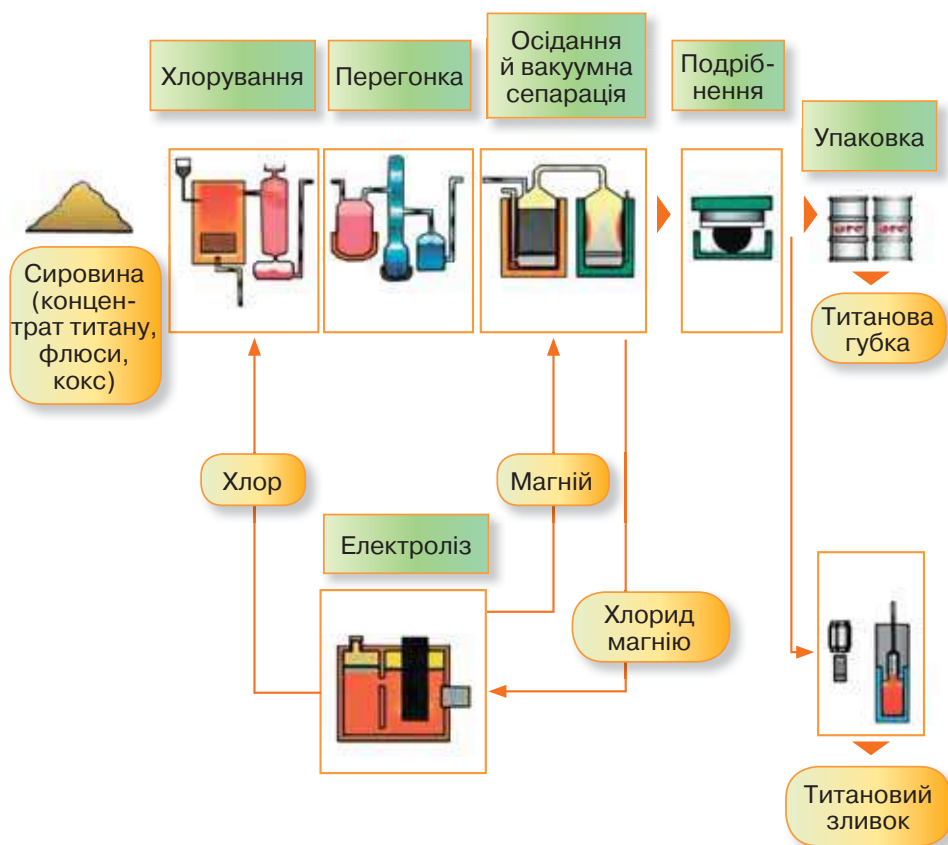 Хлорування
Перегонка
Осідання
й вакуумна
сепарація
Подріб-
нення
Упаковка
Сировина
(концен-
трат титану,
флюси,
кокс)
Титанова
губка
Хлор
Магній
Електроліз
Хлорид
магнію
Титановий
зливок